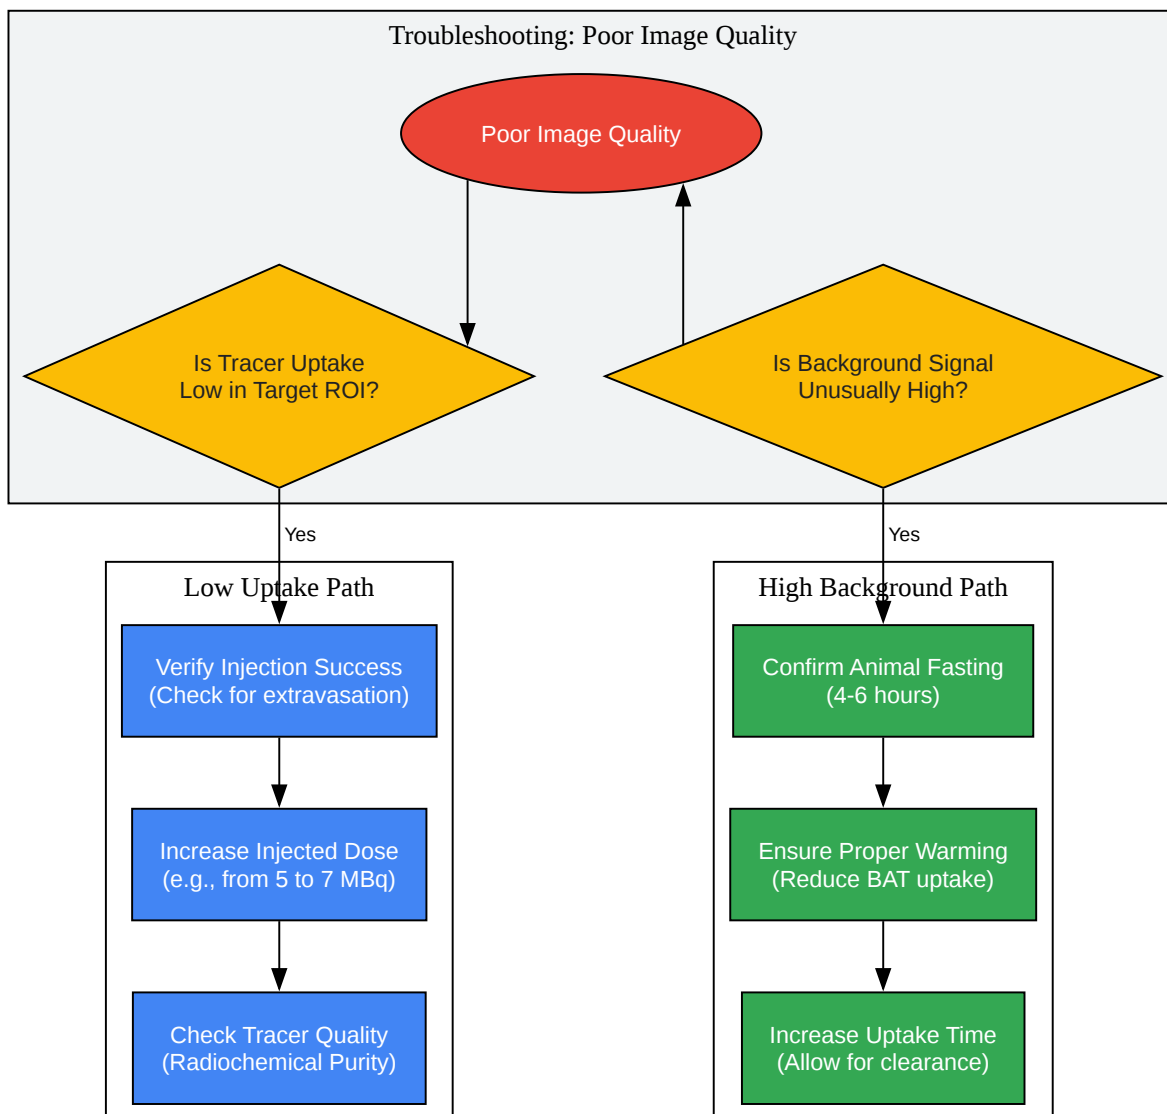 Troubleshooting: Poor Image Quality
Poor Image Quality
Is Tracer Uptake
Low in Target ROI?
Is Background Signal
Unusually High?
Yes
Yes
Low Uptake Path
Verify Injection Success
(Check for extravasation)
Increase Injected Dose
(e.g., from 5 to 7 MBq)
Check Tracer Quality
(Radiochemical Purity)
High Background Path
Confirm Animal Fasting
(4-6 hours)
Ensure Proper Warming
(Reduce BAT uptake)
Increase Uptake Time
(Allow for clearance)